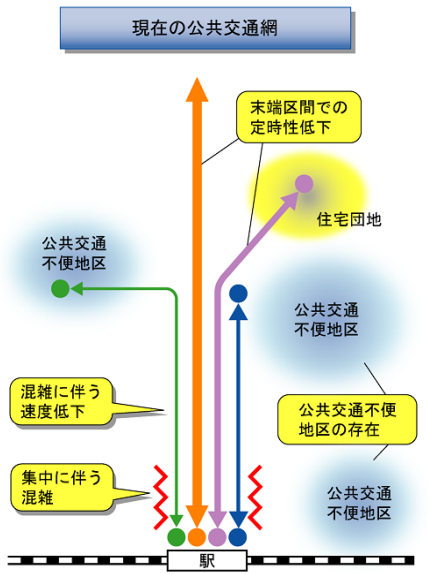 現在の公共交通網
末端区間での
定時性低下
住宅団地
公共交通
不便地区
公共交通
不便地区
混雑に伴う
速度低下
公共交通不便
地区の存在
集中に伴う
混雑
公共交通
不便地区
駅